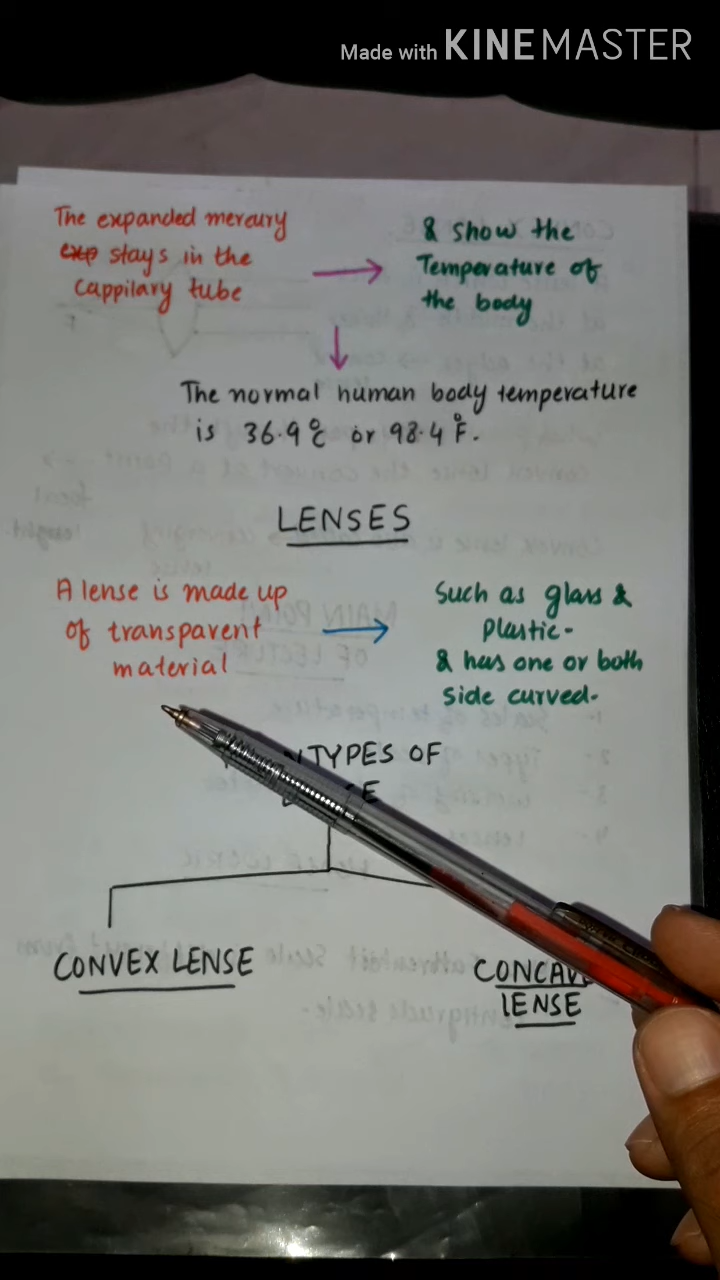 Made with KINEMASTER
The expanded mercury
exp stays in the
cappilary tube
& show the
Temperature of
the body
The normal human body temperature
is 36.9°C or 98.4°F.
LENSES
A lense is made up
of transparent
material
Such as glass &
plastic-
& has one or both
side curved-
TYPES OF
CONVEX LENSE
CONCAVE
LENSE